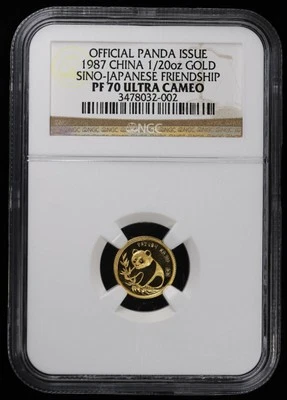 OFFICIAL PANDA ISSUE
1987 CHINA 1/20oz GOLD
SINO-JAPANESE FRIENDSHIP
PF 70 ULTRA CAMEO
3478032-002
NGC